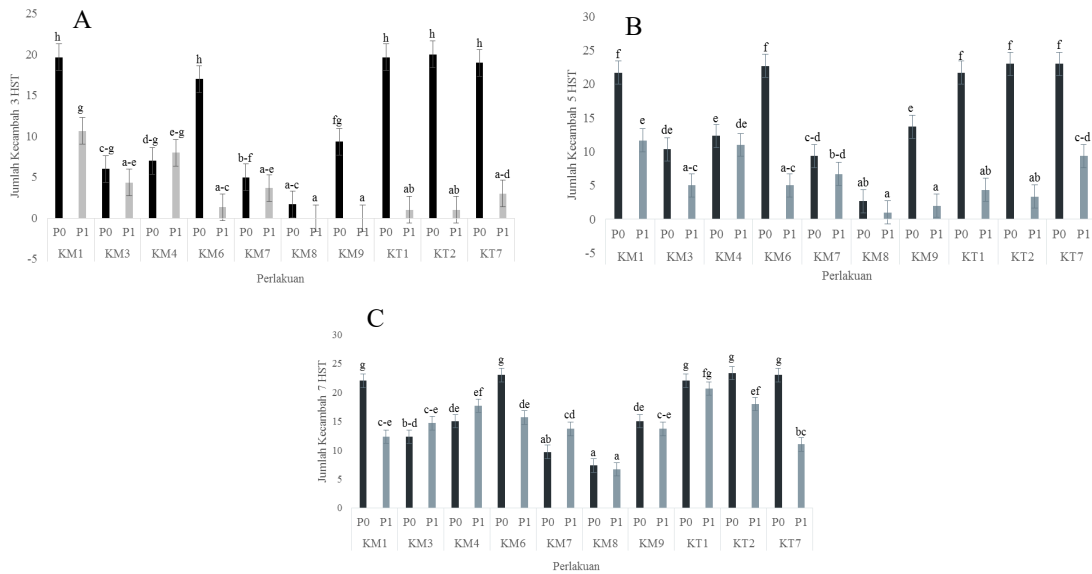 A
Jumlah Kecambah 3 HST
25
20
15
10
5
0
-5
h g c-g a-e d-g e-g h a-c b-f a-e a-c a fg a h ab h ab h a-d
P0 P1 P0 P1 P0 P1 P0 P1 P0 P1 P0 P1 P0 P1 P0 P1 P0 P1 P0 P1
KM1 KM3 KM4 KM6 KM7 KM8 KM9 KT1 KT2 KT7
Perlakuan
B
Jumlah Kecambah 5 HST
30
25
20
15
10
5
0
-5
f e c-d a-c e de f a-c c-d b-d ab a e a f ab f ab f c-d
P0 P1 P0 P1 P0 P1 P0 P1 P0 P1 P0 P1 P0 P1 P0 P1 P0 P1 P0 P1
KM1 KM3 KM4 KM6 KM7 KM8 KM9 KT1 KT2 KT7
Perlakuan
C
Jumlah Kecambah 7 HST
30
25
20
15
10
5
0
g c-e b-d c-e de ef g de ab cd a a de c-e g fg g ef g bc
P0 P1 P0 P1 P0 P1 P0 P1 P0 P1 P0 P1 P0 P1 P0 P1 P0 P1 P0 P1
KM1 KM3 KM4 KM6 KM7 KM8 KM9 KT1 KT2 KT7
Perlakuan